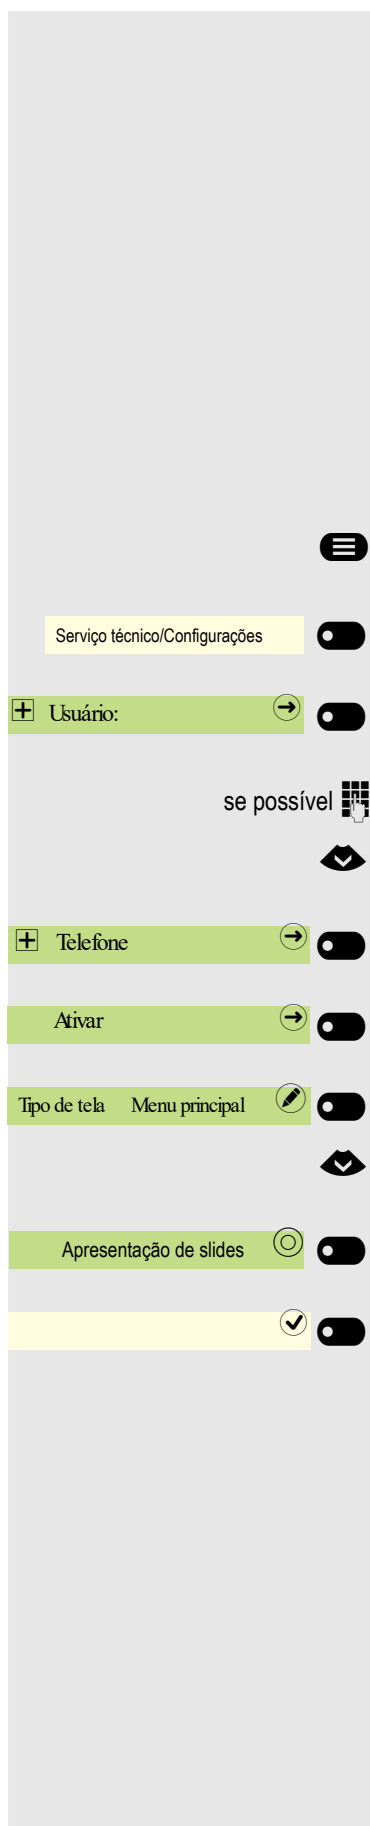 Serviço técnico/Configurações
Usuário:
se possível
Telefone
Ativar
Tipo de tela Menu principal
Apresentação de slides